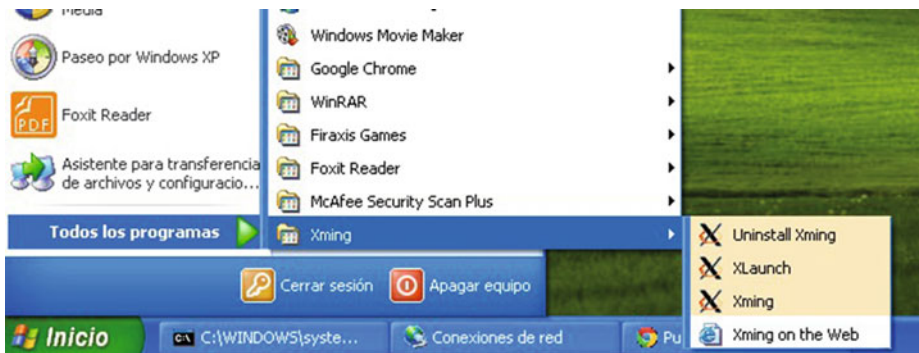 Media
Paseo por Windows XP
PDF
Foxit Reader
Asistente para transferencia
de archivos y configuracio...
Todos los programas
Windows Movie Maker
Google Chrome
WinRAR
Firaxis Games
Foxit Reader
McAfee Security Scan Plus
Xming
Uninstall Xming
XLaunch
Xming
Xming on the Web
Cerrar sesión
Apagar equipo
Inicio
C:\WINDOWS\syste...
Conexiones de red
Pu